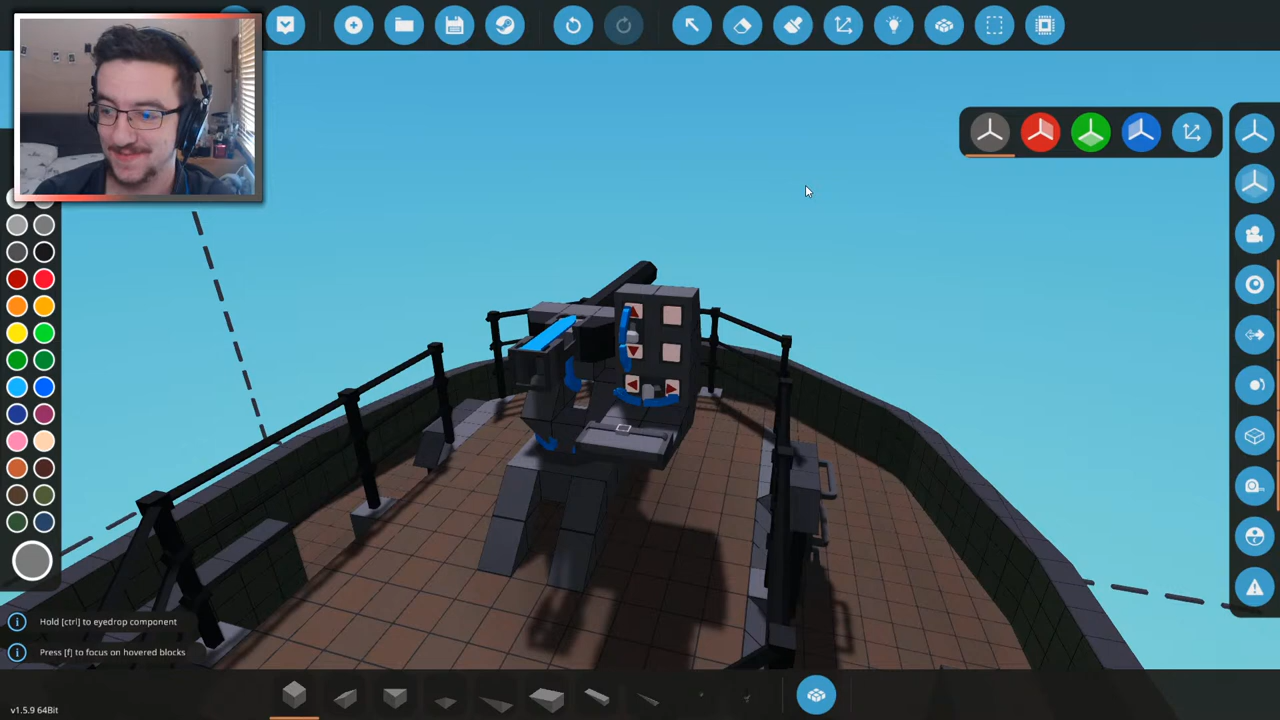 Hold [ctrl] to eyedrop component
Press [f] to focus on hovered blocks
v1.5.9 64Bit